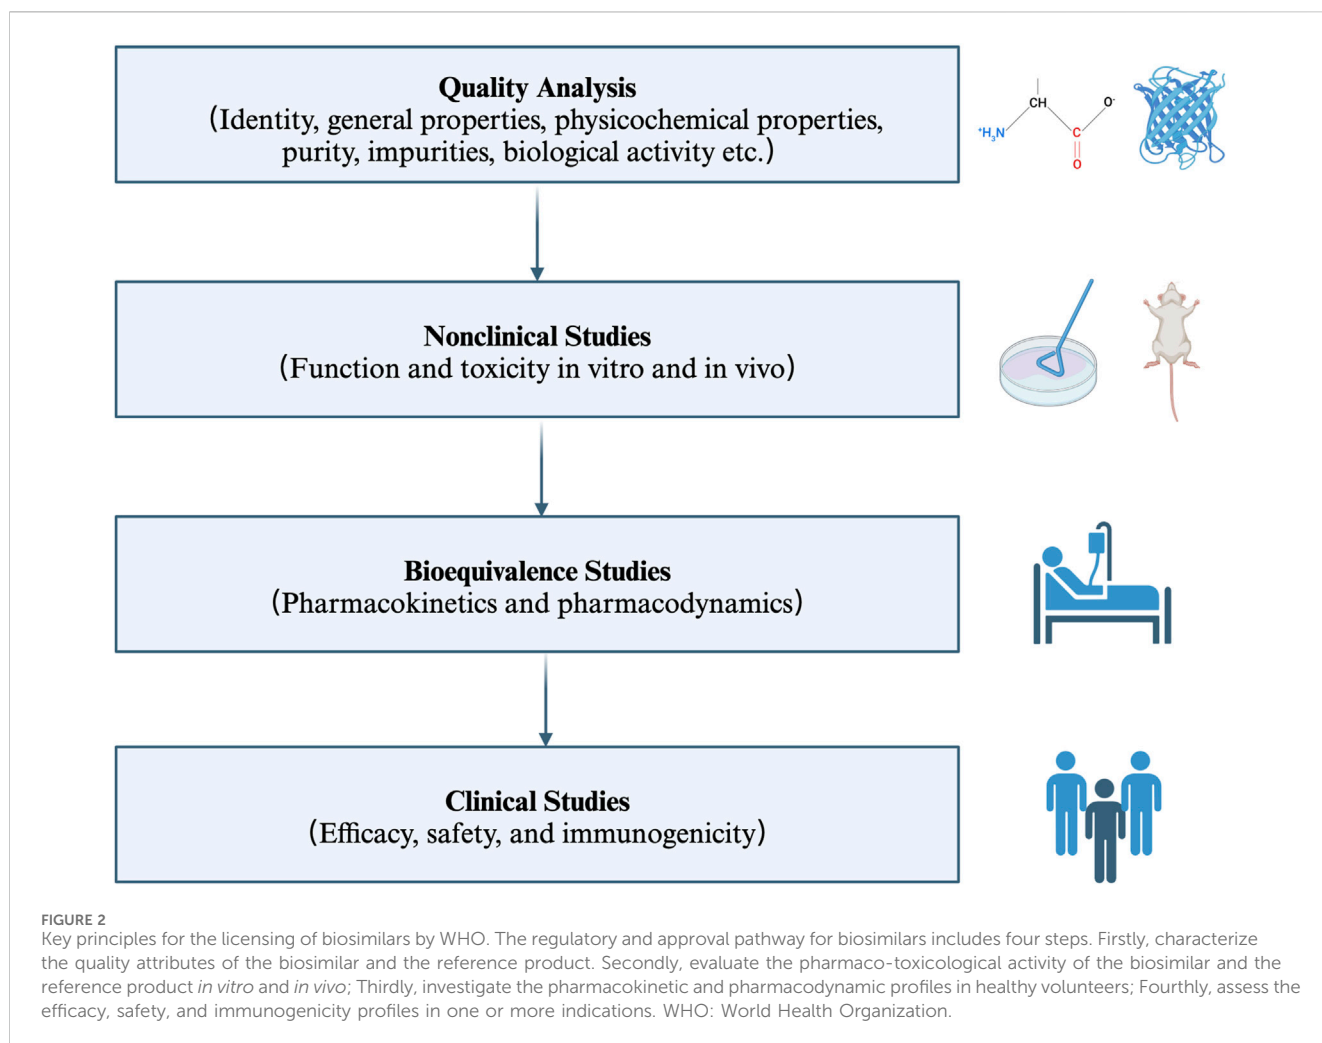 Quality Analysis
(Identity, general properties, physicochemical properties,
purity, impurities, biological activity etc.)
CH
O-
+H3N
C
O
Nonclinical Studies
(Function and toxicity in vitro and in vivo)
Bioequivalence Studies
(Pharmacokinetics and pharmacodynamics)
Clinical Studies
(Efficacy, safety, and immunogenicity)
FIGURE 2
Key principles for the licensing of biosimilars by WHO. The regulatory and approval pathway for biosimilars includes four steps. Firstly, characterize
the quality attributes of the biosimilar and the reference product. Secondly, evaluate the pharmaco-toxicological activity of the biosimilar and the
reference product in vitro and in vivo; Thirdly, investigate the pharmacokinetic and pharmacodynamic profiles in healthy volunteers; Fourthly, assess the
efficacy, safety, and immunogenicity profiles in one or more indications. WHO: World Health Organization.